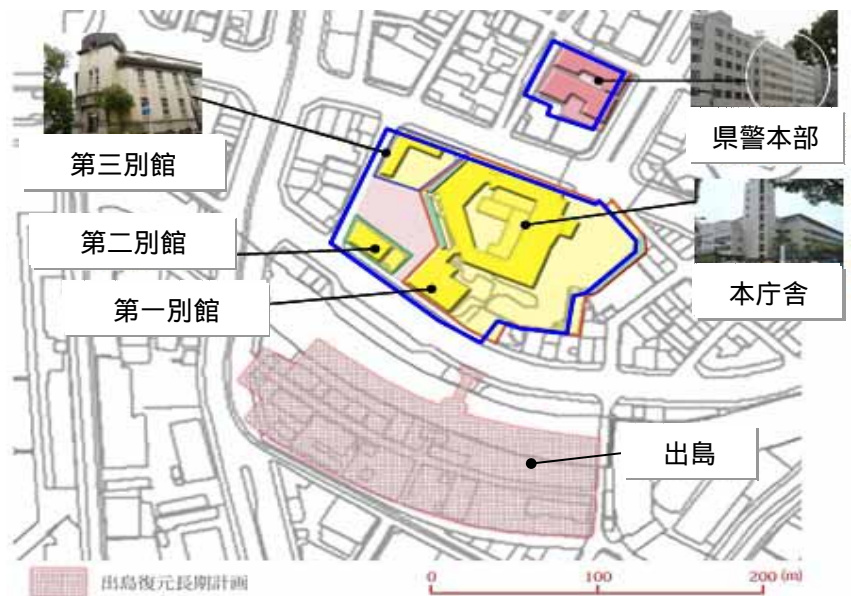 県警本部
第三別館
第二別館
本庁舎
第一別館
出島
出島復元長期計画
0 100 200 (m)